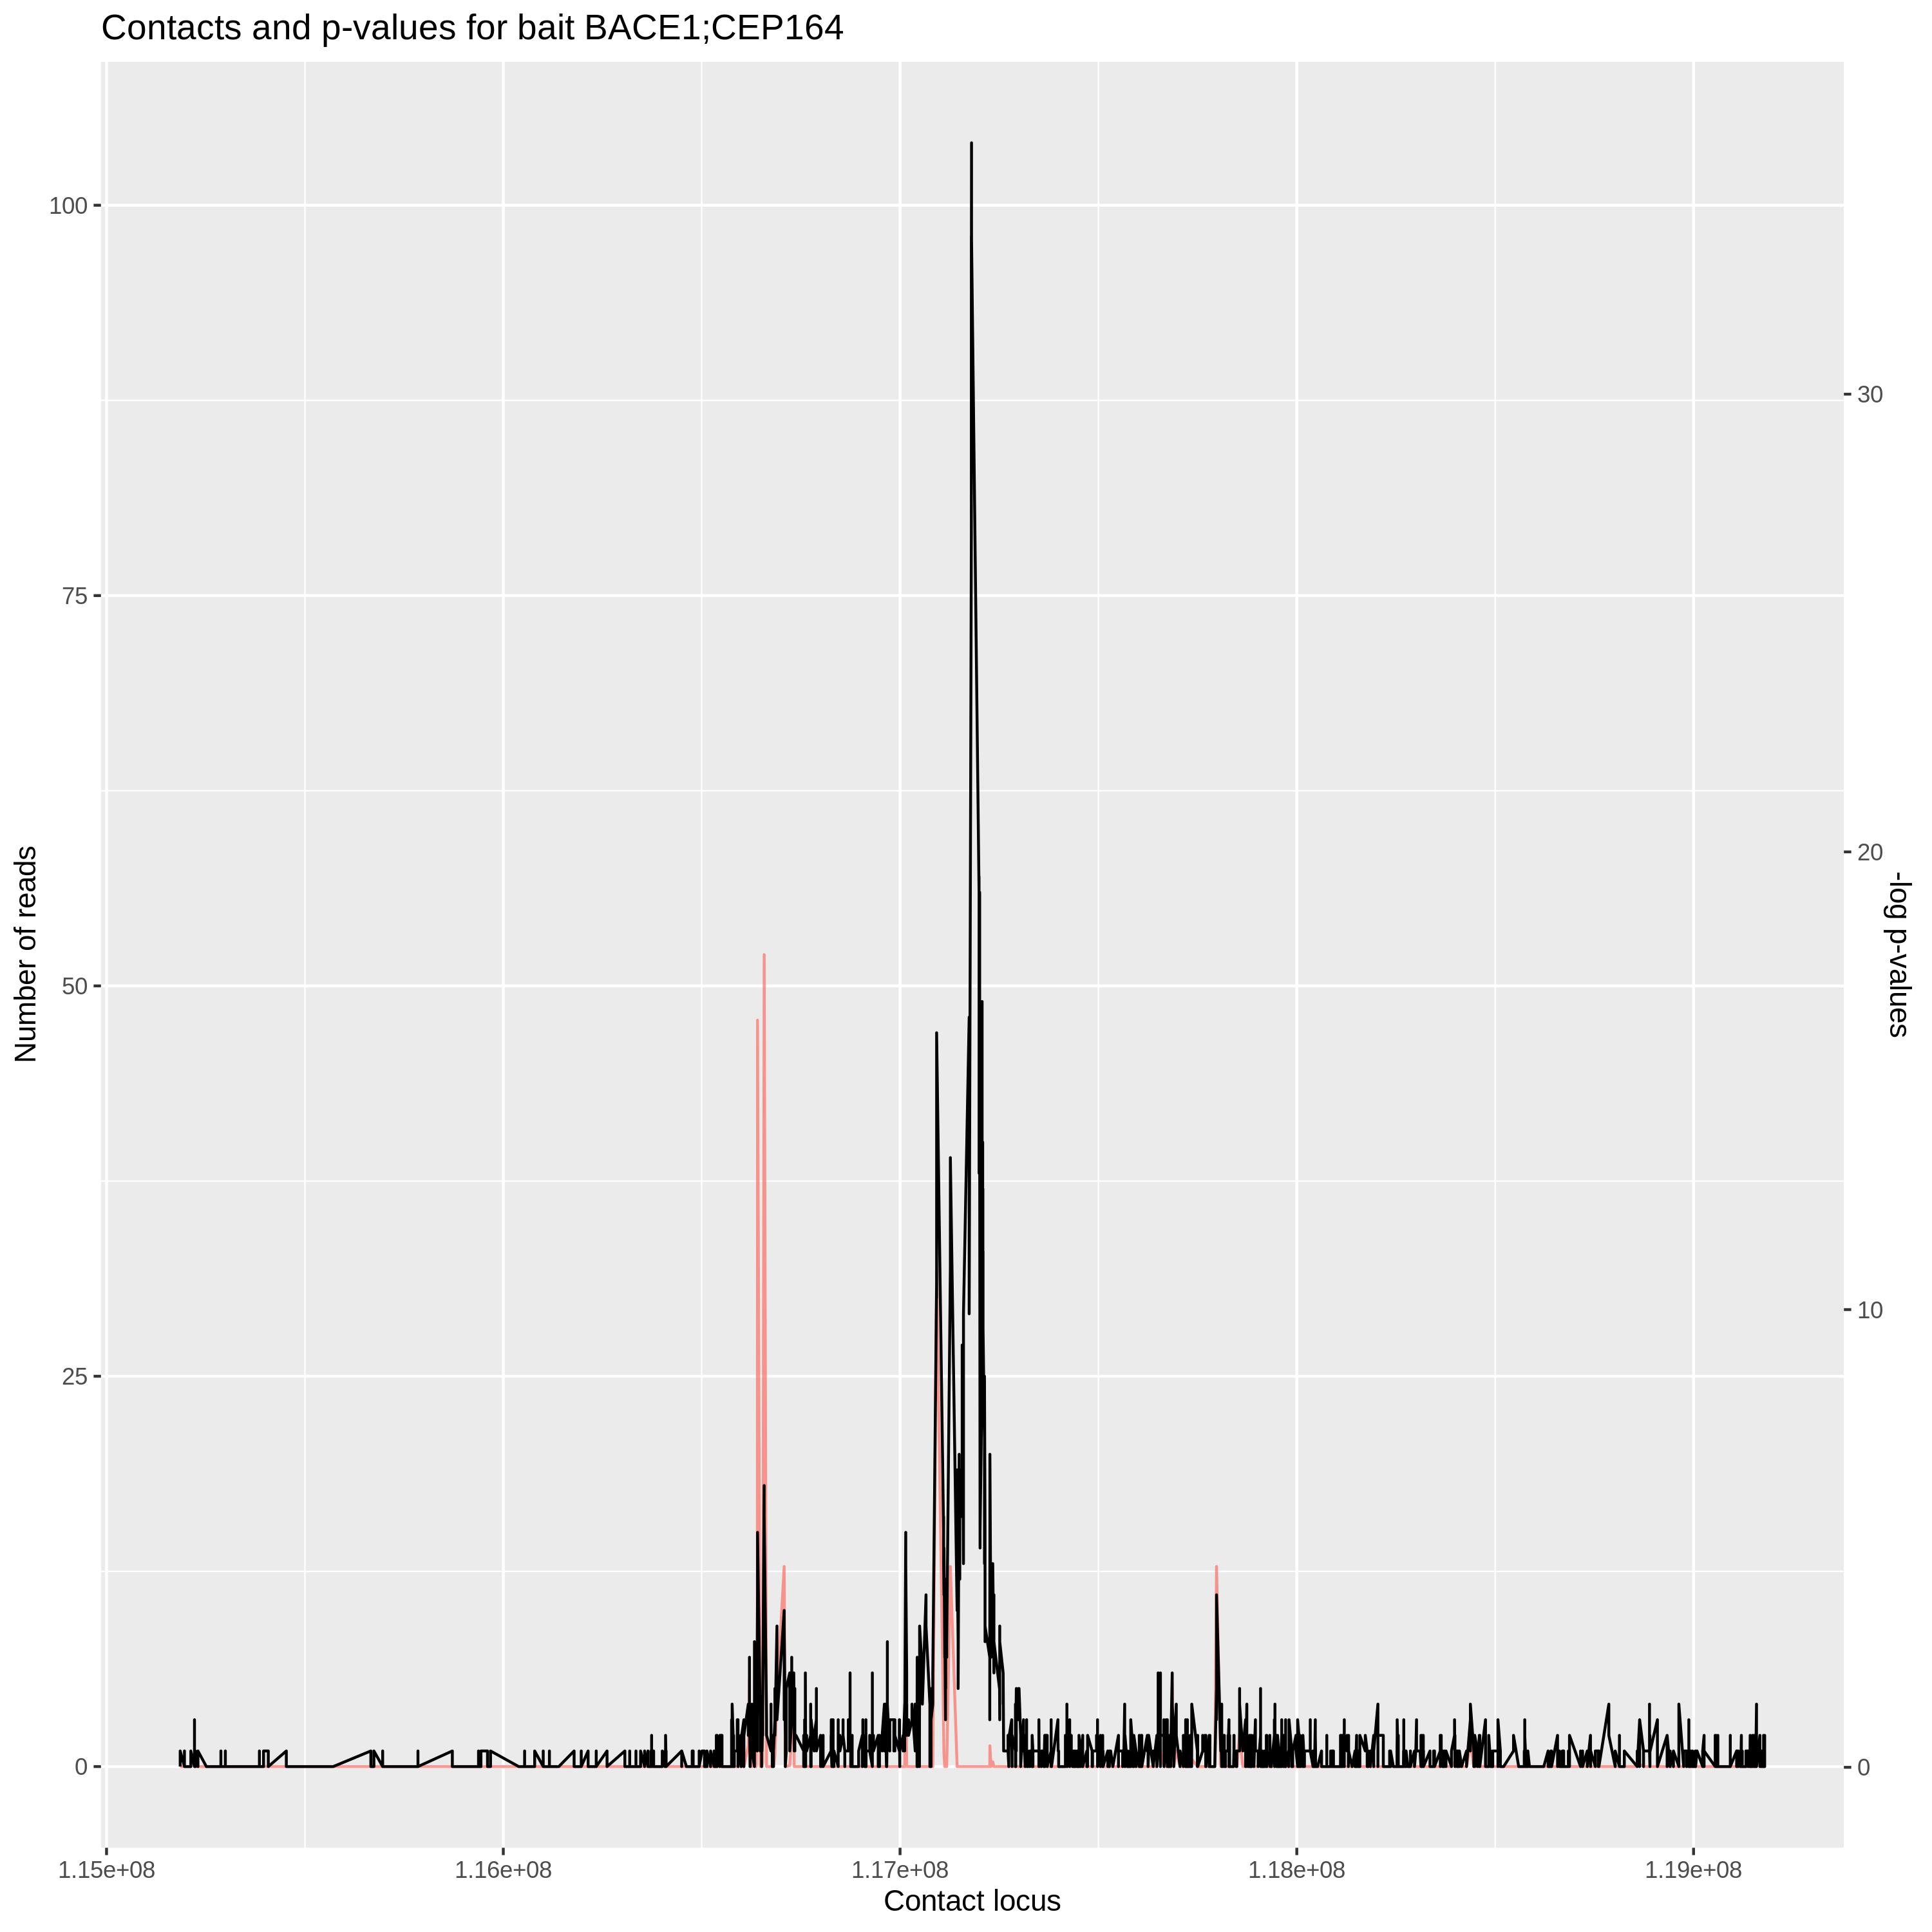 Contacts and p-values for bait BACE1;CEP164
100
75
50
25
0
Number of reads
30
20
10
0
-log p-values
1.15e+08
1.16e+08
1.17e+08
1.18e+08
1.19e+08
Contact locus